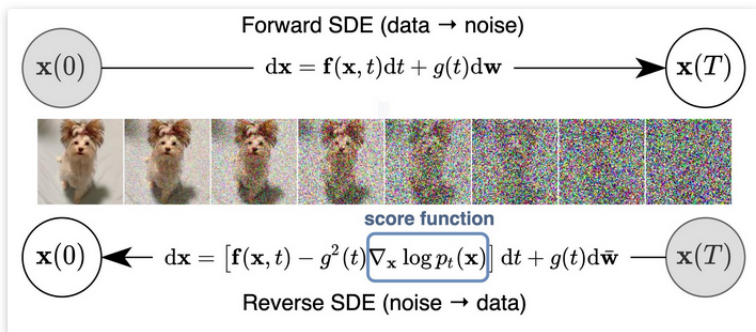 Forward SDE (data → noise)
x(0) dx = f(x, t)dt + g(t)dw x(T)
score function
x(0) dx = [f(x, t) − g²(t)∇ₓ log pₜ(x)] dt + g(t)dw̄ x(T)
Reverse SDE (noise → data)